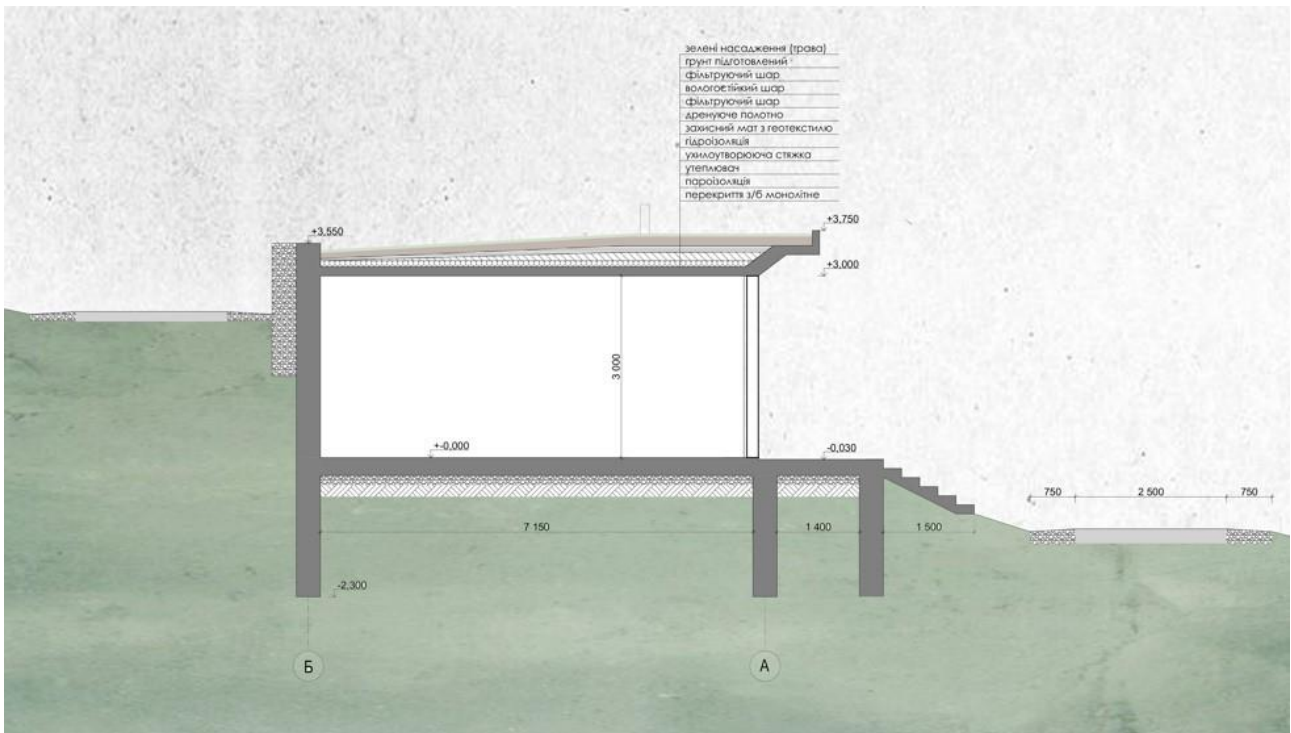 зелені насадження (трава)
грунт підготовлений
фільтруючий шар
вологостійкий шар
фільтруючий шар
дренуюче полотно
захисний мат з геотекстилю
гідроізоляція
ухилоутворююча стяжка
утеплювач
пароізоляція
перекриття з/б монолітне
+3,750
+3,550
+3,000
3 000
+-0,000
-0,030
750
2 500
750
7 150
1 400
1 500
-2,300
Б
А